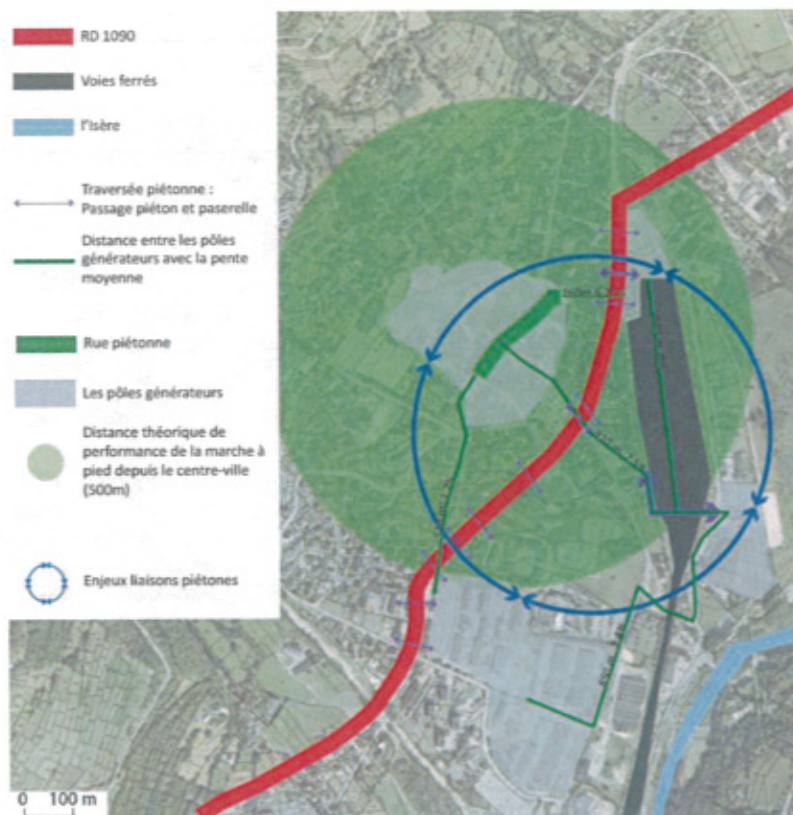 RD 1090
Voies ferrés
l'Isère
Traversée piétonne :
Passage piéton et paserelle
Distance entre les pôles
générateurs avec la pente
moyenne
Rue piétonne
Les pôles générateurs
Distance théorique de
performance de la marche à
pied depuis le centre-ville
(500m)
Enjeux liaisons piétones
0 100 m